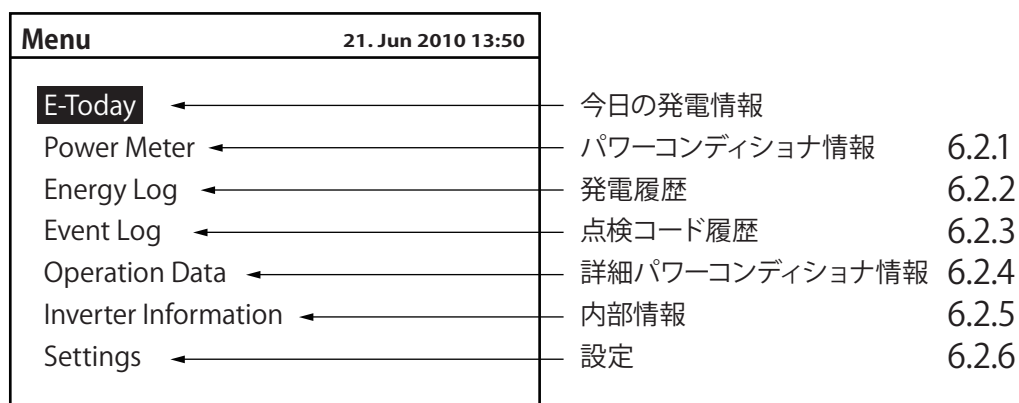 Menu 21. Jun 2010 13:50
E-Today 今日の発電情報
Power Meter パワーコンディショナ情報 6.2.1
Energy Log 発電履歴 6.2.2
Event Log 点検コード履歴 6.2.3
Operation Data 詳細パワーコンディショナ情報 6.2.4
Inverter Information 内部情報 6.2.5
Settings 設定 6.2.6